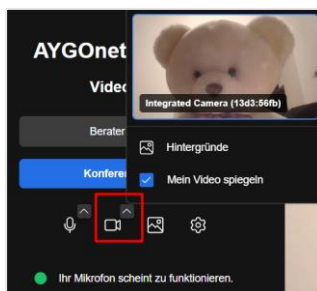 AYGOnet
Video
Integrated Camera (13d3:56fb)
Berater
Hintergründe
Konferen
Mein Video spiegeln
Ihr Mikrofon scheint zu funktionieren.